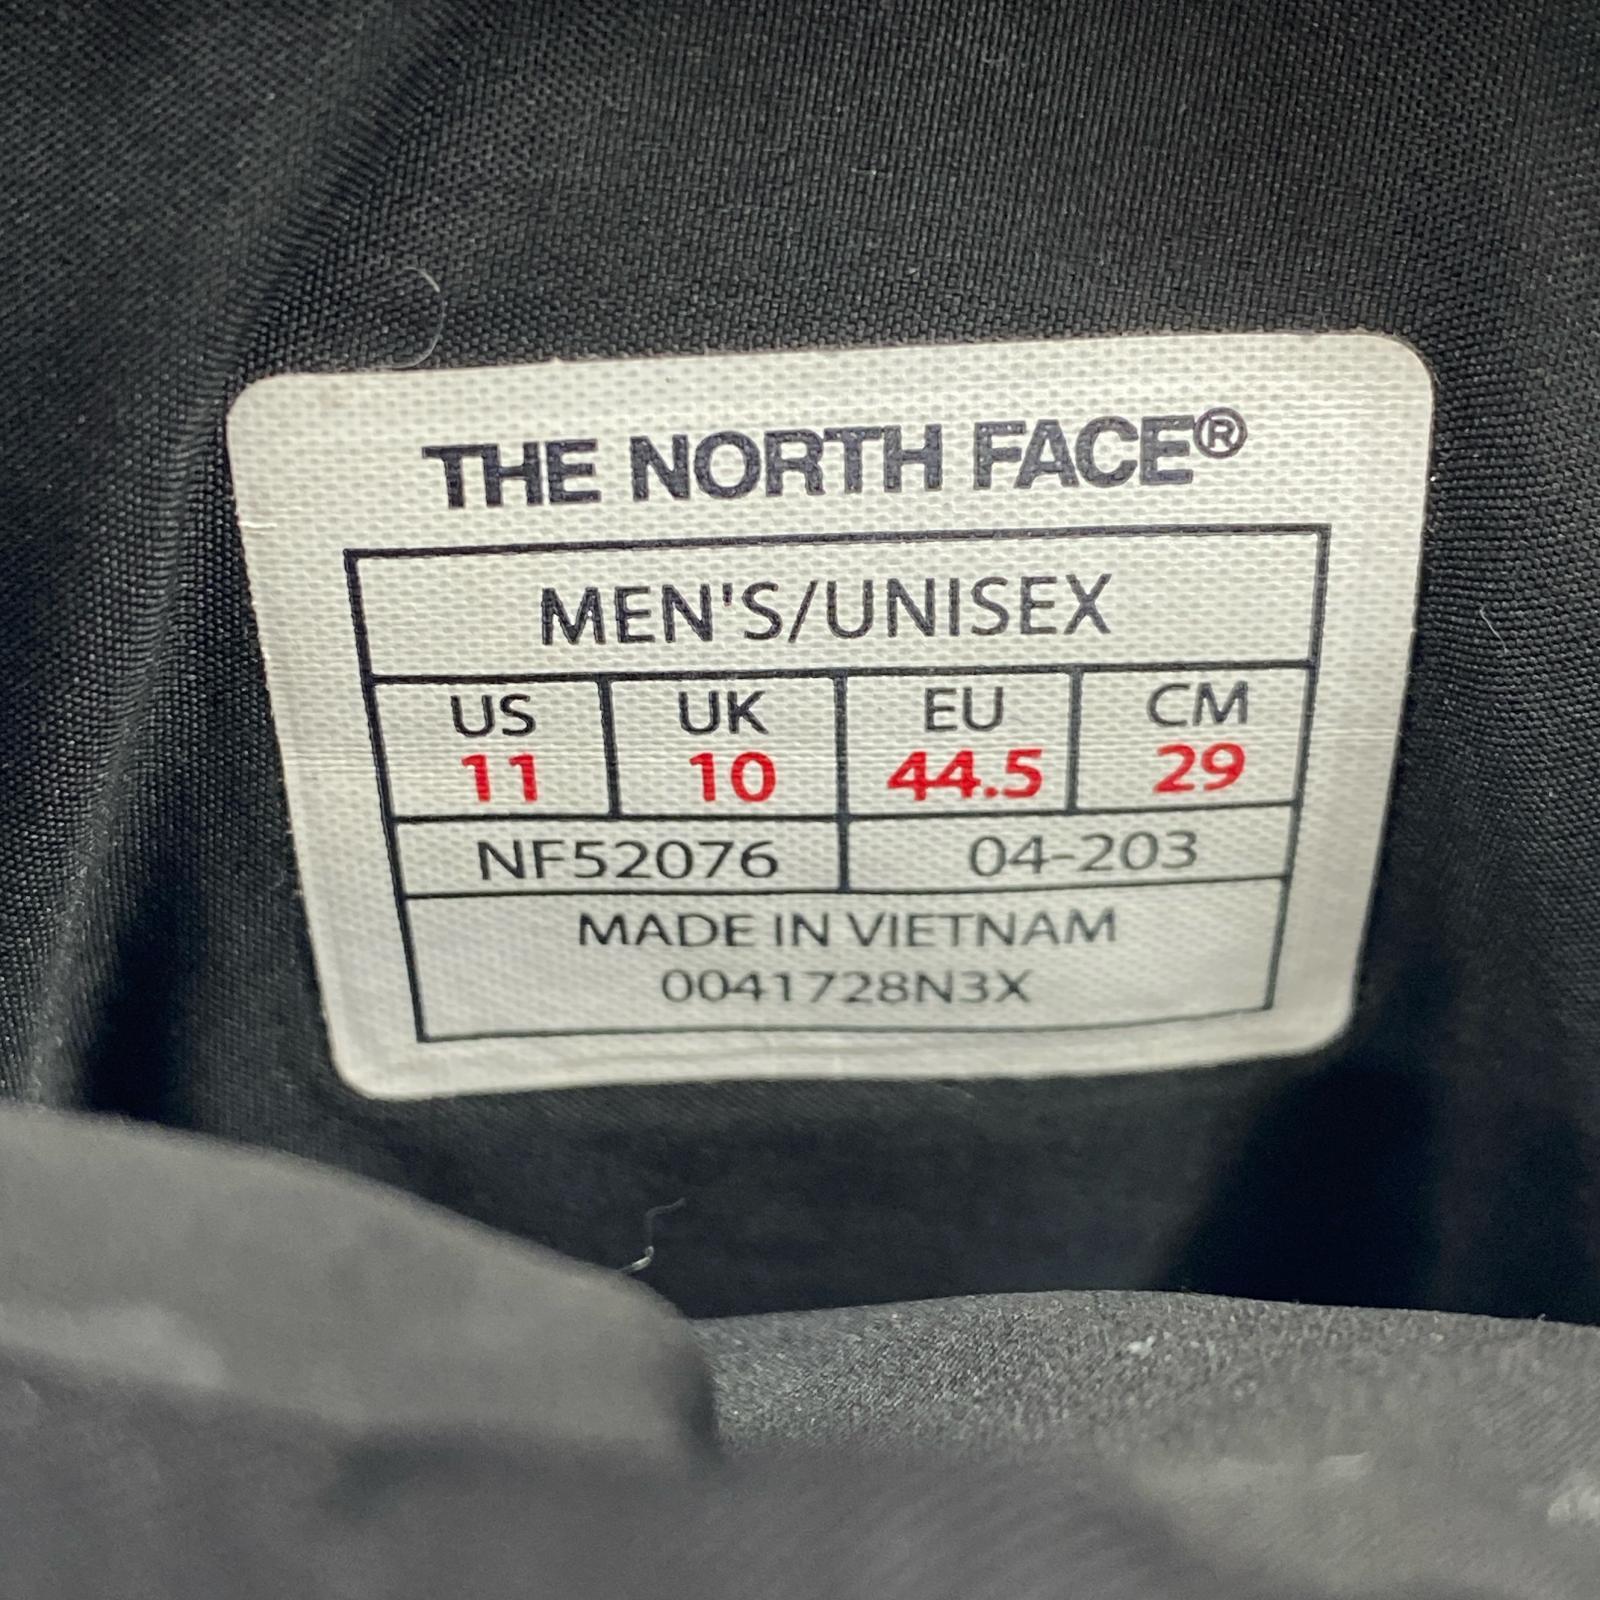 THE NORTH FACE®
MEN'S/UNISEX
US UK EU CM
11 10 44.5 29
NF52076 04-203
MADE IN VIETNAM
0041728N3X